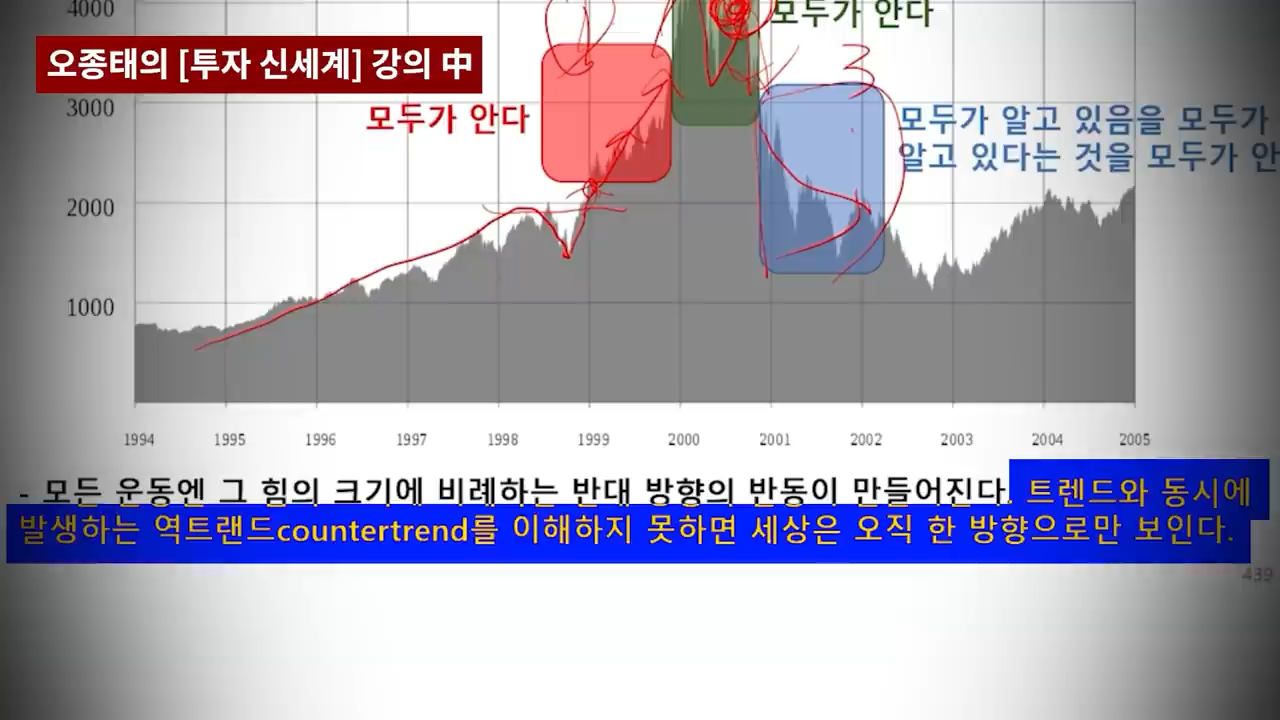 4000
모두가 안다
오종태의 [투자 신세계] 강의 中
3
3000
모두가 안다
모두가 알고 있음을 모두가
알고 있다는 것을 모두가 안
2000
1000
1994 1995 1996 1997 1998 1999 2000 2001 2002 2003 2004 2005
- 모든 운동엔 그 힘의 크기에 비례하는 반대 방향의 반동이 만들어진다. 트렌드와 동시에
발생하는 역트랜드countertrend를 이해하지 못하면 세상은 오직 한 방향으로만 보인다.
439